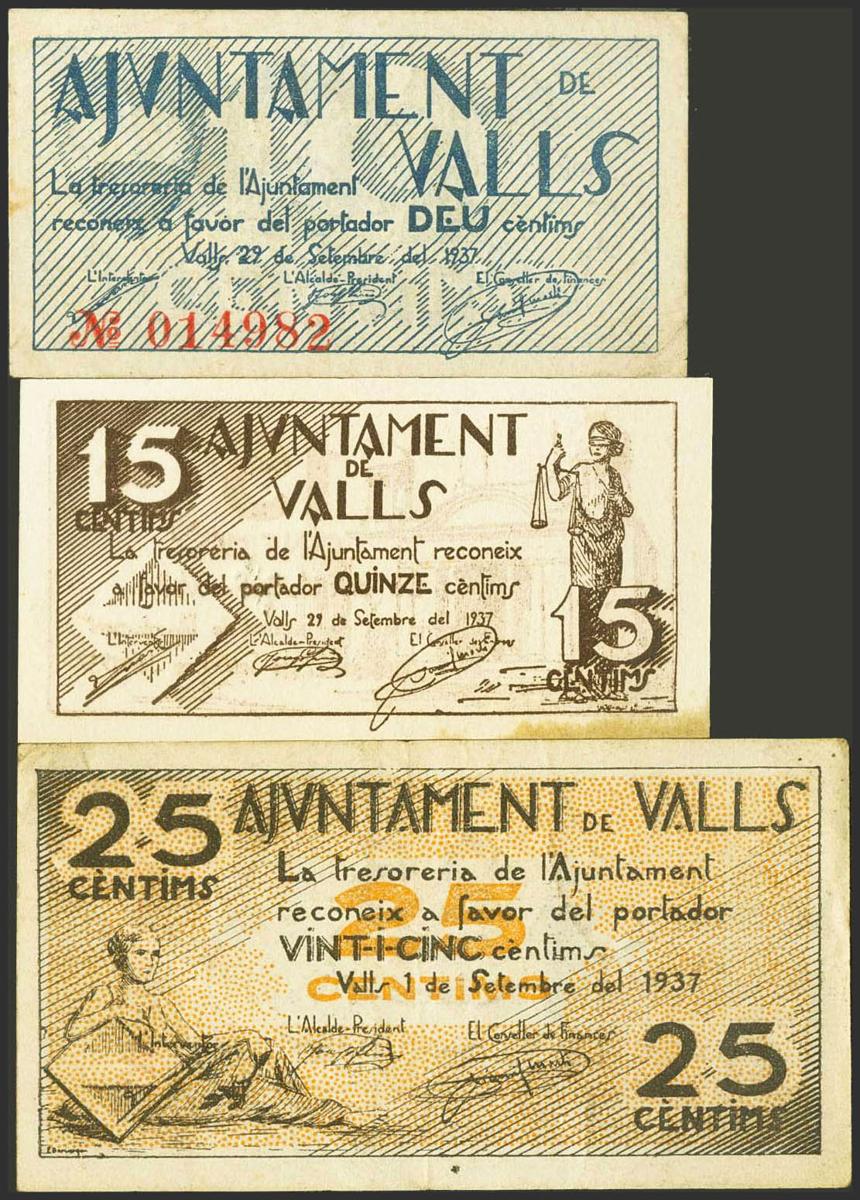 AJVNTAMENT DE
VALLS
La tresoreria de l'Ajuntament
reconeix a favor del portador DEU cèntims
Valls 29 de Setembre del 1937
L'Interventor L'Alcalde-President El Conseller de Finances
Nº 014982
15
CÈNTIMS
AJVNTAMENT
DE
VALLS
La tresoreria de l'Ajuntament reconeix
a favor del portador QUINZE cèntims
Valls 29 de Setembre del 1937
L'Interventor L'Alcalde-President El Conseller de Finances
15
CÈNTIMS
25
CÈNTIMS
AJVNTAMENT DE VALLS
La tresoreria de l'Ajuntament
reconeix a favor del portador
VINT-I-CINC cèntims
Valls 1 de Setembre del 1937
25
CENTIMS
L'Interventor L'Alcalde-President El Conseller de Finances
25
CÈNTIMS